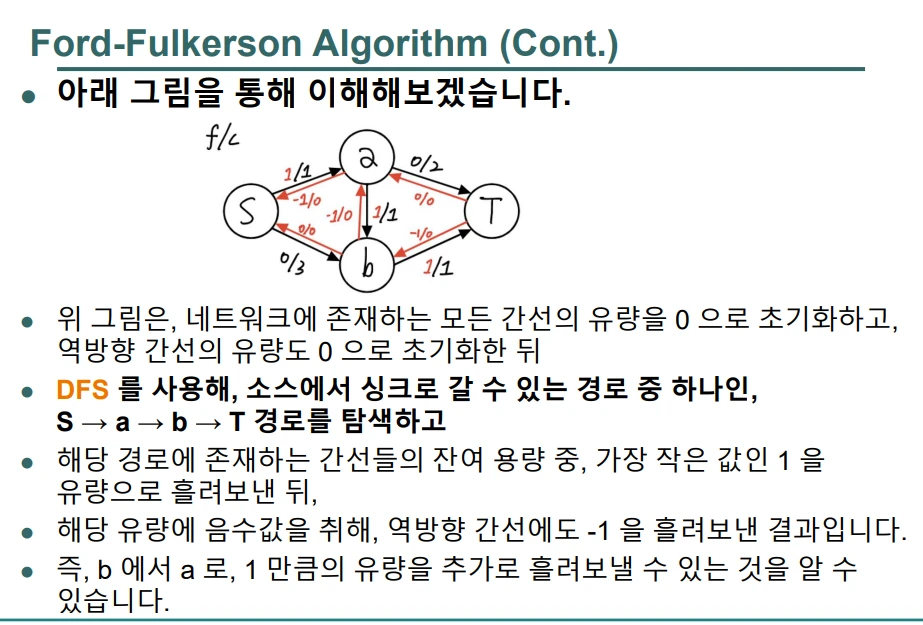 Ford-Fulkerson Algorithm (Cont.)
● 아래 그림을 통해 이해해보겠습니다.
f/c
a
1/1
0/2
-1/0
0/0
S
-1/0
1/1
T
0/0
-1/0
0/3
b
1/1
● 위 그림은, 네트워크에 존재하는 모든 간선의 유량을 0 으로 초기화하고,
역방향 간선의 유량도 0 으로 초기화한 뒤
● DFS 를 사용해, 소스에서 싱크로 갈 수 있는 경로 중 하나인,
S → a → b → T 경로를 탐색하고
● 해당 경로에 존재하는 간선들의 잔여 용량 중, 가장 작은 값인 1 을
유량으로 흘려보낸 뒤,
● 해당 유량에 음수값을 취해, 역방향 간선에도 -1 을 흘려보낸 결과입니다.
● 즉, b 에서 a 로, 1 만큼의 유량을 추가로 흘려보낼 수 있는 것을 알 수
있습니다.